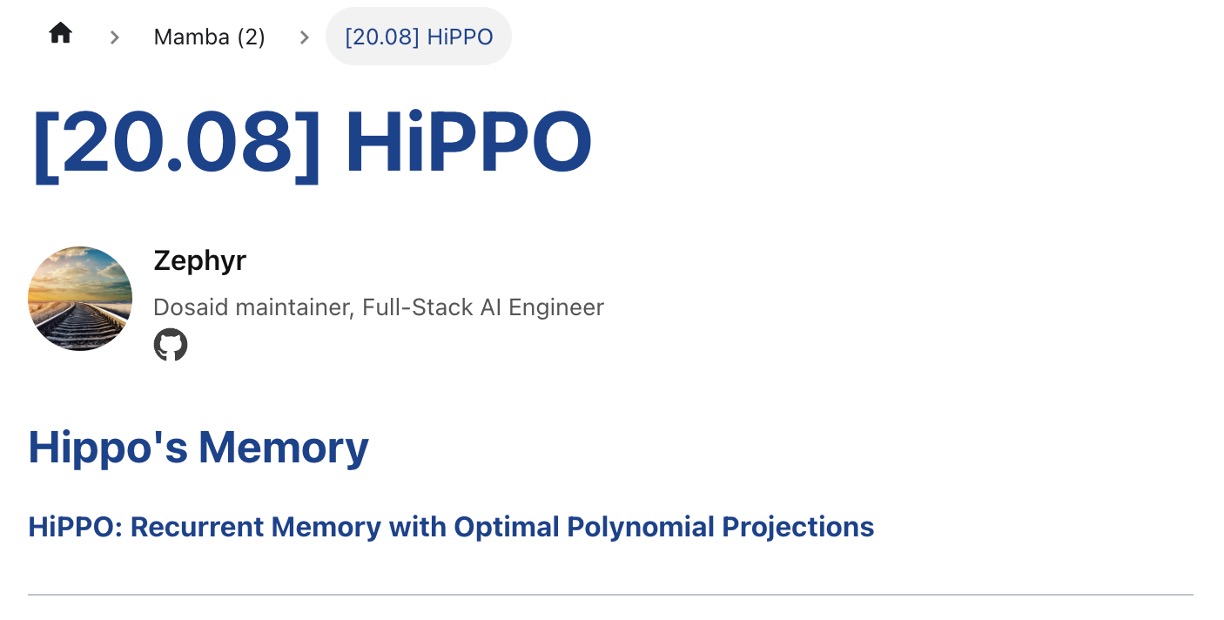 Mamba (2) [20.08] HiPPO
[20.08] HiPPO
Zephyr
Dosaid maintainer, Full-Stack AI Engineer
Hippo's Memory
HiPPO: Recurrent Memory with Optimal Polynomial Projections